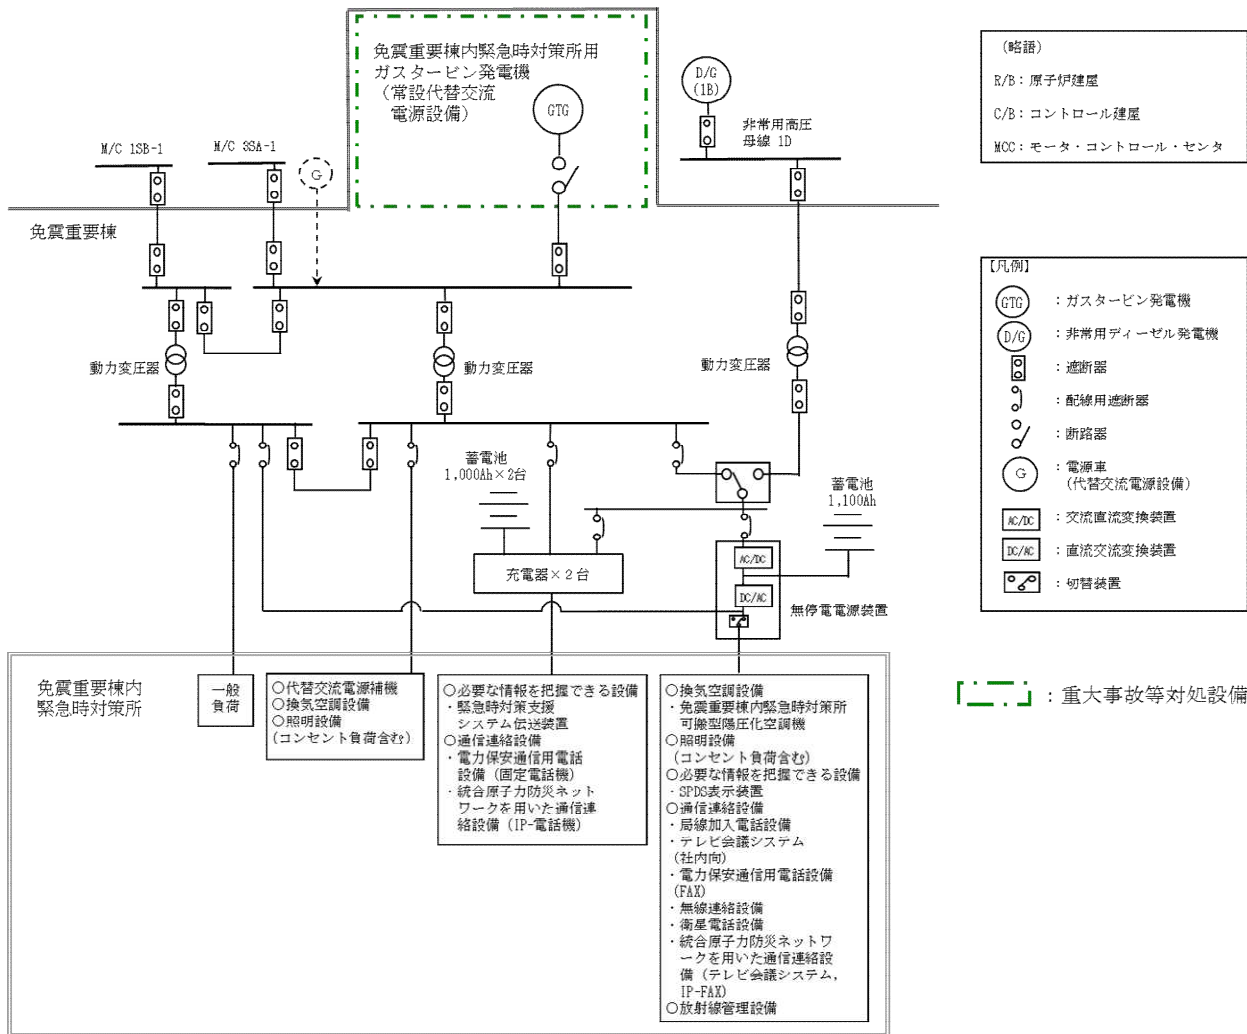 免震重要棟内緊急時対策所用
ガスタービン発電機
（常設代替交流
電源設備）
GTG
D/G
(1B)
非常用高圧
母線 1D
M/C 1SB-1
M/C 3SA-1
G
免震重要棟
動力変圧器
動力変圧器
動力変圧器
蓄電池
1,000Ah×2台
蓄電池
1,100Ah
充電器×２台
AC/DC
DC/AC
無停電電源装置
免震重要棟内
緊急時対策所
一般
負荷
○代替交流電源補機
○換気空調設備
○照明設備
(コンセント負荷含む)
○必要な情報を把握できる設備
・緊急時対策支援
システム伝送装置
○通信連絡設備
・電力保安通信用電話
設備（固定電話機）
・統合原子力防災ネット
ワークを用いた通信連
絡設備（IP-電話機）
○換気空調設備
・免震重要棟内緊急時対策所
可搬型陽圧化空調機
○照明設備
(コンセント負荷含む)
○必要な情報を把握できる設備
・SPDS表示装置
○通信連絡設備
・局線加入電話設備
・テレビ会議システム
(社内向)
・電力保安通信用電話設備
(FAX)
・無線連絡設備
・衛星電話設備
・統合原子力防災ネットワ
ークを用いた通信連絡設
備（テレビ会議システム,
IP-FAX）
○放射線管理設備
（略語）
R/B：原子炉建屋
C/B：コントロール建屋
MCC：モータ・コントロール・センタ
【凡例】
GTG ：ガスタービン発電機
D/G ：非常用ディーゼル発電機
：遮断器
：配線用遮断器
：断路器
G ：電源車
(代替交流電源設備)
AC/DC ：交流直流変換装置
DC/AC ：直流交流変換装置
：切替装置
：重大事故等対処設備